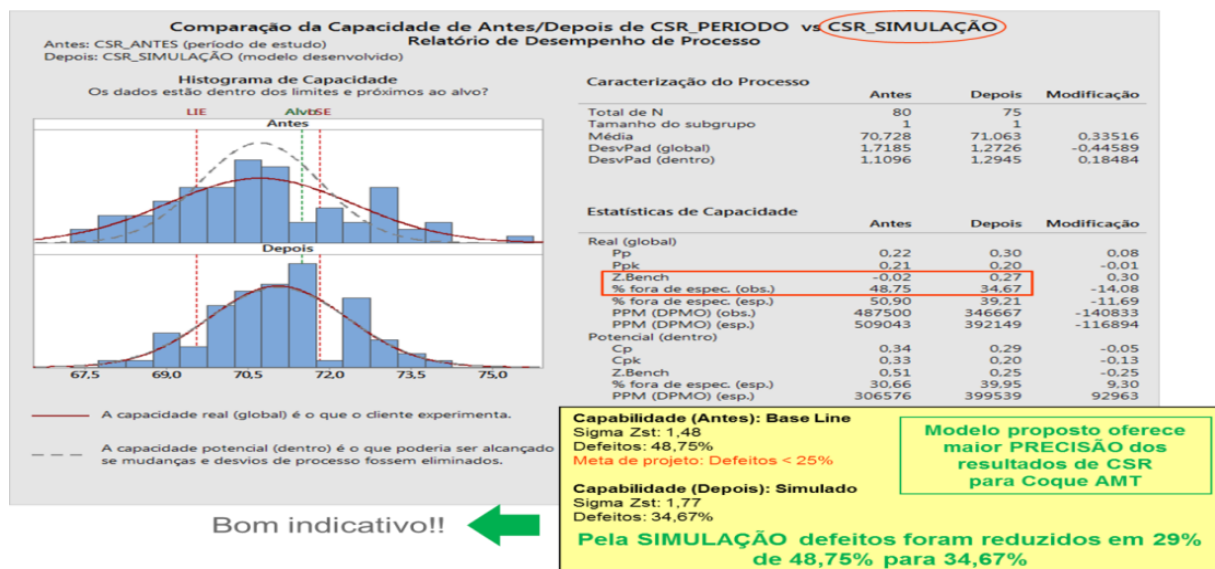 Comparação da Capacidade de Antes/Depois de CSR_PERIODO vs CSR_SIMULAÇÃO
Relatório de Desempenho de Processo
Antes: CSR_ANTES (período de estudo)
Depois: CSR_SIMULAÇÃO (modelo desenvolvido)
Histograma de Capacidade
Os dados estão dentro dos limites e próximos ao alvo?
LIE Alvo LSE
Antes
Depois
67,5 69,0 70,5 72,0 73,5 75,0
A capacidade real (global) é o que o cliente experimenta.
A capacidade potencial (dentro) é o que poderia ser alcançado
se mudanças e desvios de processo fossem eliminados.
Caracterização do Processo
Antes Depois Modificação
Total de N 80 75
Tamanho do subgrupo 1 1
Média 70,728 71,063 0,33516
DesvPad (global) 1,7185 1,2726 -0,44589
DesvPad (dentro) 1,1096 1,2945 0,18484
Estatísticas de Capacidade
Antes Depois Modificação
Real (global)
Pp 0,22 0,30 0,08
Ppk 0,21 0,20 -0,01
Z.Bench -0,02 0,27 0,30
% fora de espec. (obs.) 48,75 34,67 -14,08
% fora de espec. (esp.) 50,90 39,21 -11,69
PPM (DPMO) (obs.) 487500 346667 -140833
PPM (DPMO) (esp.) 509043 392149 -116894
Potencial (dentro)
Cp 0,34 0,29 -0,05
Cpk 0,33 0,20 -0,13
Z.Bench 0,51 0,25 -0,25
% fora de espec. (esp.) 30,66 39,95 9,30
PPM (DPMO) (esp.) 306576 399539 92963
Capabilidade (Antes): Base Line
Sigma Zst: 1,48
Defeitos: 48,75%
Meta de projeto: Defeitos < 25%
Capabilidade (Depois): Simulado
Sigma Zst: 1,77
Defeitos: 34,67%
Modelo proposto oferece
maior PRECISÃO dos
resultados de CSR
para Coque AMT
Pela SIMULAÇÃO defeitos foram reduzidos em 29%
de 48,75% para 34,67%
Bom indicativo!!